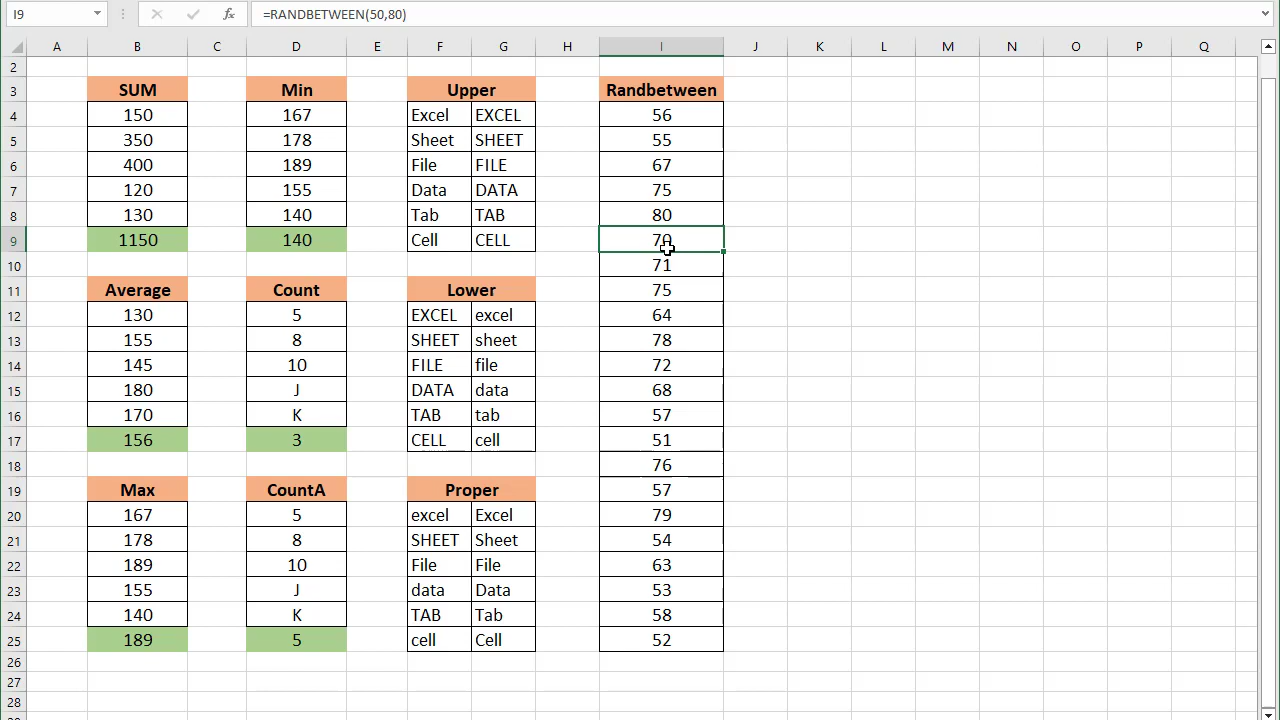 I9 fx =RANDBETWEEN(50,80)
A B C D E F G H I J K L M N O P Q
2
3 SUM Min Upper Randbetween
4 150 167 Excel EXCEL 56
5 350 178 Sheet SHEET 55
6 400 189 File FILE 67
7 120 155 Data DATA 75
8 130 140 Tab TAB 80
9 1150 140 Cell CELL 70
10 71
11 Average Count Lower 75
12 130 5 EXCEL excel 64
13 155 8 SHEET sheet 78
14 145 10 FILE file 72
15 180 J DATA data 68
16 170 K TAB tab 57
17 156 3 CELL cell 51
18 76
19 Max CountA Proper 57
20 167 5 excel Excel 79
21 178 8 SHEET Sheet 54
22 189 10 File File 63
23 155 J data Data 53
24 140 K TAB Tab 58
25 189 5 cell Cell 52
26
27
28